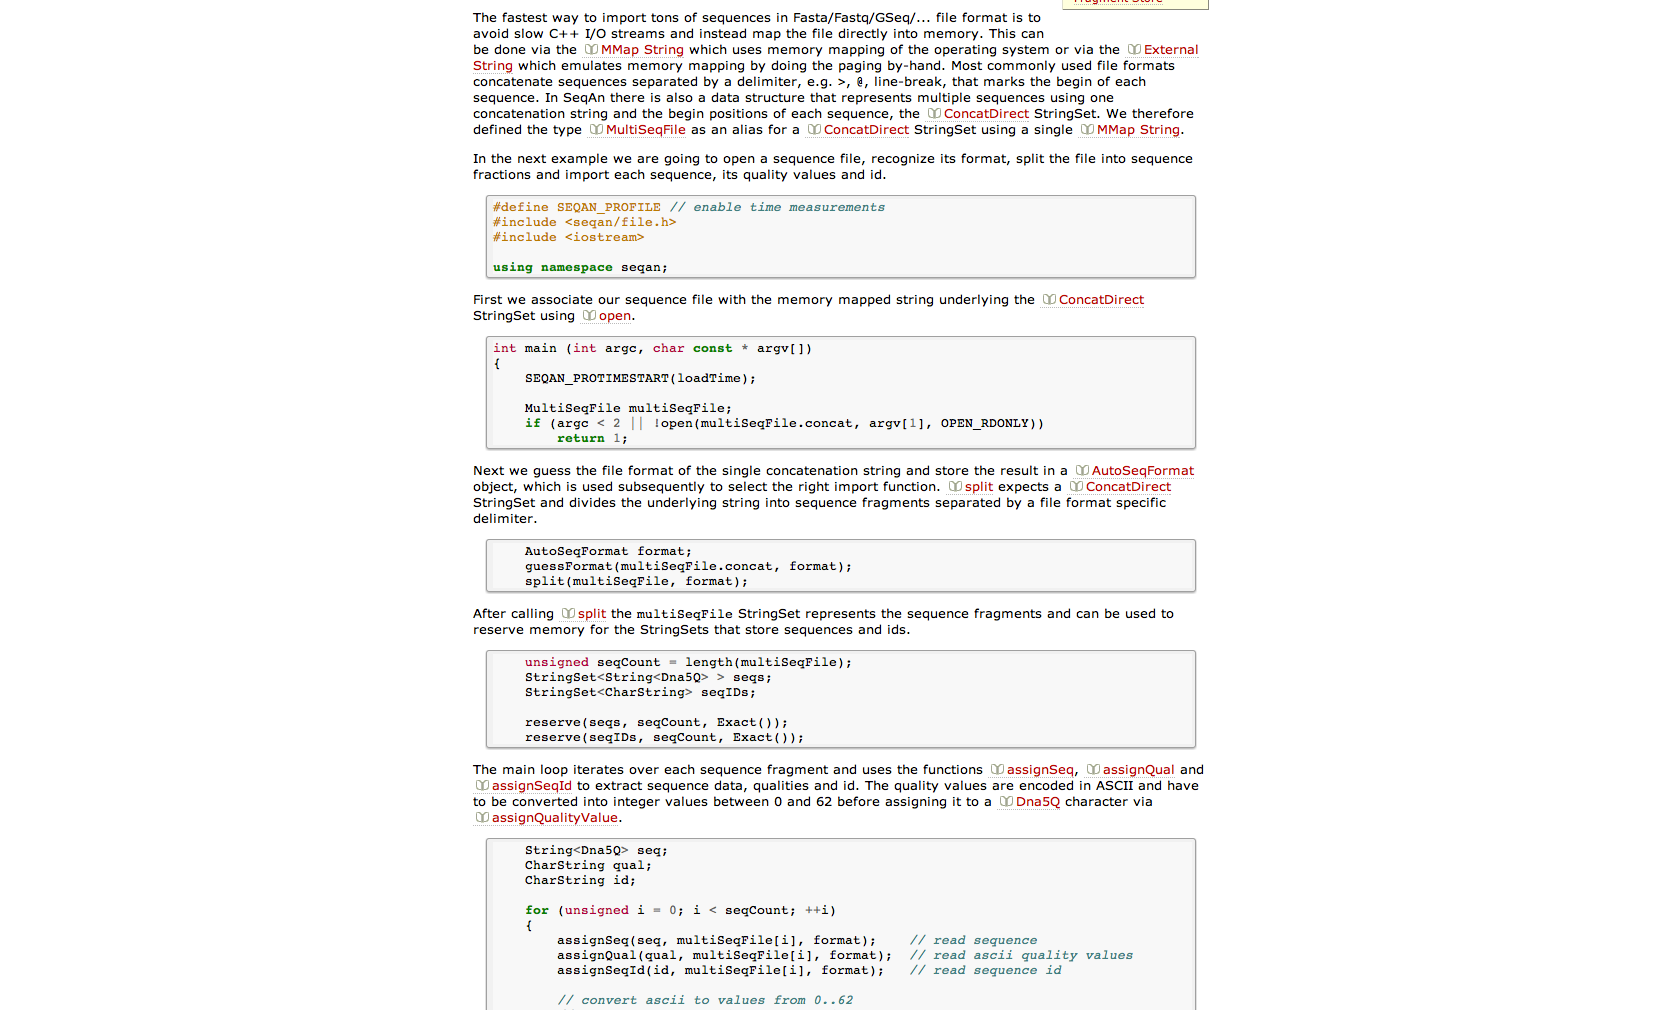 Fragment Store
The fastest way to import tons of sequences in Fasta/Fastq/GSeq/... file format is to
avoid slow C++ I/O streams and instead map the file directly into memory. This can
be done via the MMap String which uses memory mapping of the operating system or via the External
String which emulates memory mapping by doing the paging by-hand. Most commonly used file formats
concatenate sequences separated by a delimiter, e.g. >, @, line-break, that marks the begin of each
sequence. In SeqAn there is also a data structure that represents multiple sequences using one
concatenation string and the begin positions of each sequence, the ConcatDirect StringSet. We therefore
defined the type MultiSeqFile as an alias for a ConcatDirect StringSet using a single MMap String.
In the next example we are going to open a sequence file, recognize its format, split the file into sequence
fractions and import each sequence, its quality values and id.
#define SEQAN_PROFILE // enable time measurements
#include <seqan/file.h>
#include <iostream>
using namespace seqan;
First we associate our sequence file with the memory mapped string underlying the ConcatDirect
StringSet using open.
int main (int argc, char const * argv[])
{
    SEQAN_PROTIMESTART(loadTime);
    MultiSeqFile multiSeqFile;
    if (argc < 2 || !open(multiSeqFile.concat, argv[1], OPEN_RDONLY))
        return 1;
Next we guess the file format of the single concatenation string and store the result in a AutoSeqFormat
object, which is used subsequently to select the right import function. split expects a ConcatDirect
StringSet and divides the underlying string into sequence fragments separated by a file format specific
delimiter.
    AutoSeqFormat format;
    guessFormat(multiSeqFile.concat, format);
    split(multiSeqFile, format);
After calling split the multiSeqFile StringSet represents the sequence fragments and can be used to
reserve memory for the StringSets that store sequences and ids.
    unsigned seqCount = length(multiSeqFile);
    StringSet<String<Dna5Q> > seqs;
    StringSet<CharString> seqIDs;
    reserve(seqs, seqCount, Exact());
    reserve(seqIDs, seqCount, Exact());
The main loop iterates over each sequence fragment and uses the functions assignSeq, assignQual and
assignSeqId to extract sequence data, qualities and id. The quality values are encoded in ASCII and have
to be converted into integer values between 0 and 62 before assigning it to a Dna5Q character via
assignQualityValue.
    String<Dna5Q> seq;
    CharString qual;
    CharString id;
    for (unsigned i = 0; i < seqCount; ++i)
    {
        assignSeq(seq, multiSeqFile[i], format);    // read sequence
        assignQual(qual, multiSeqFile[i], format);  // read ascii quality values
        assignSeqId(id, multiSeqFile[i], format);   // read sequence id
        // convert ascii to values from 0..62